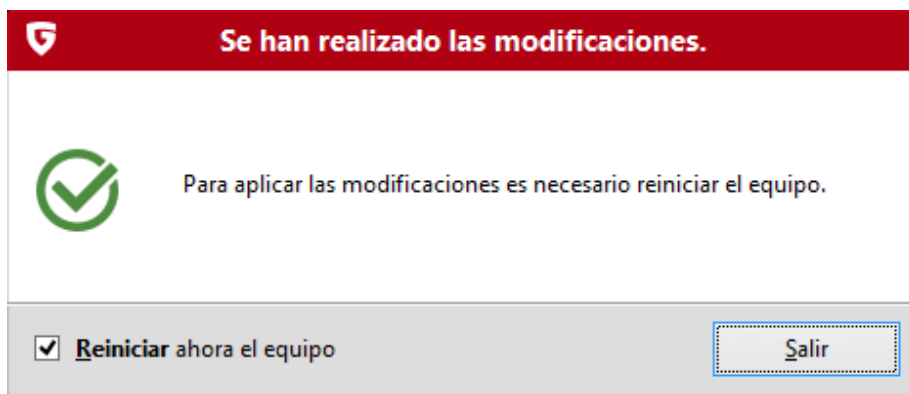 Se han realizado las modificaciones.
Para aplicar las modificaciones es necesario reiniciar el equipo.
Reiniciar ahora el equipo
Salir